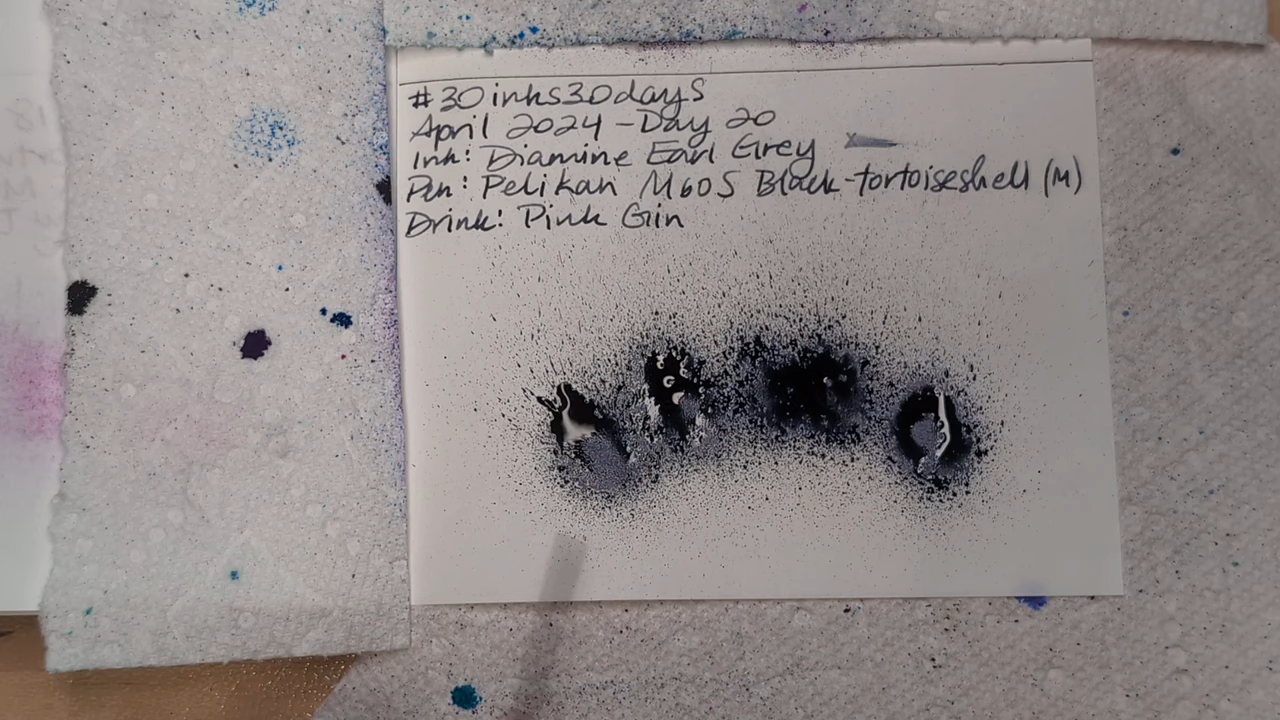 #30inks30days
April 2024 - Day 20
Ink: Diamine Earl Grey
Pen: Pelikan M605 Black-tortoiseshell (M)
Drink: Pink Gin